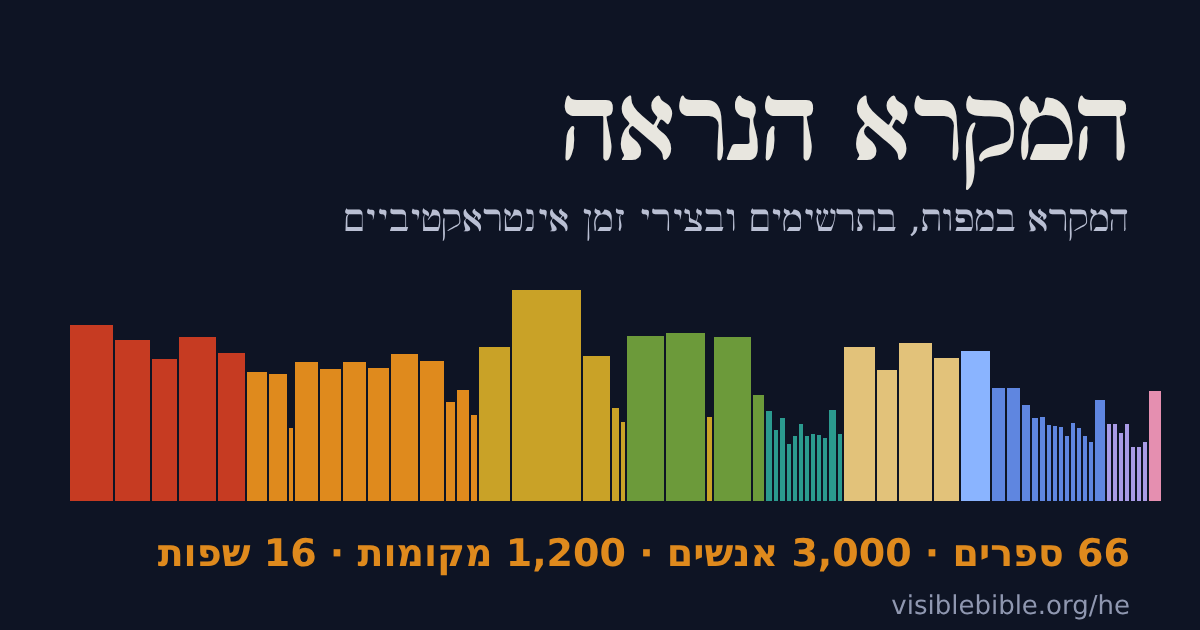 המקרא הנראה
המקרא במפות, בתרשימים ובצירי זמן אינטראקטיביים
66 ספרים · 3,000 אנשים · 1,200 מקומות · 16 שפות
visiblebible.org/he